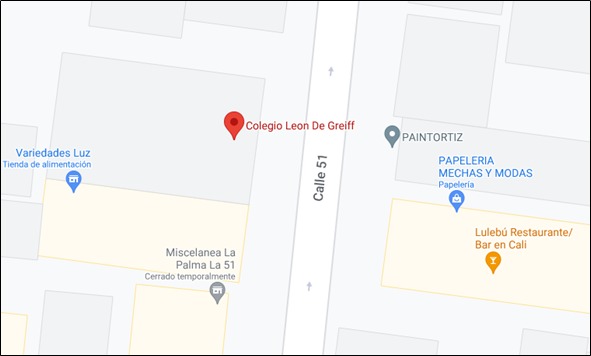 Colegio Leon De Greiff
PAINTORTIZ
Variedades Luz
Tienda de alimentación
PAPELERIA
MECHAS Y MODAS
Papelería
Calle 51
Lulebú Restaurante/
Bar en Cali
Miscelanea La
Palma La 51
Cerrado temporalmente